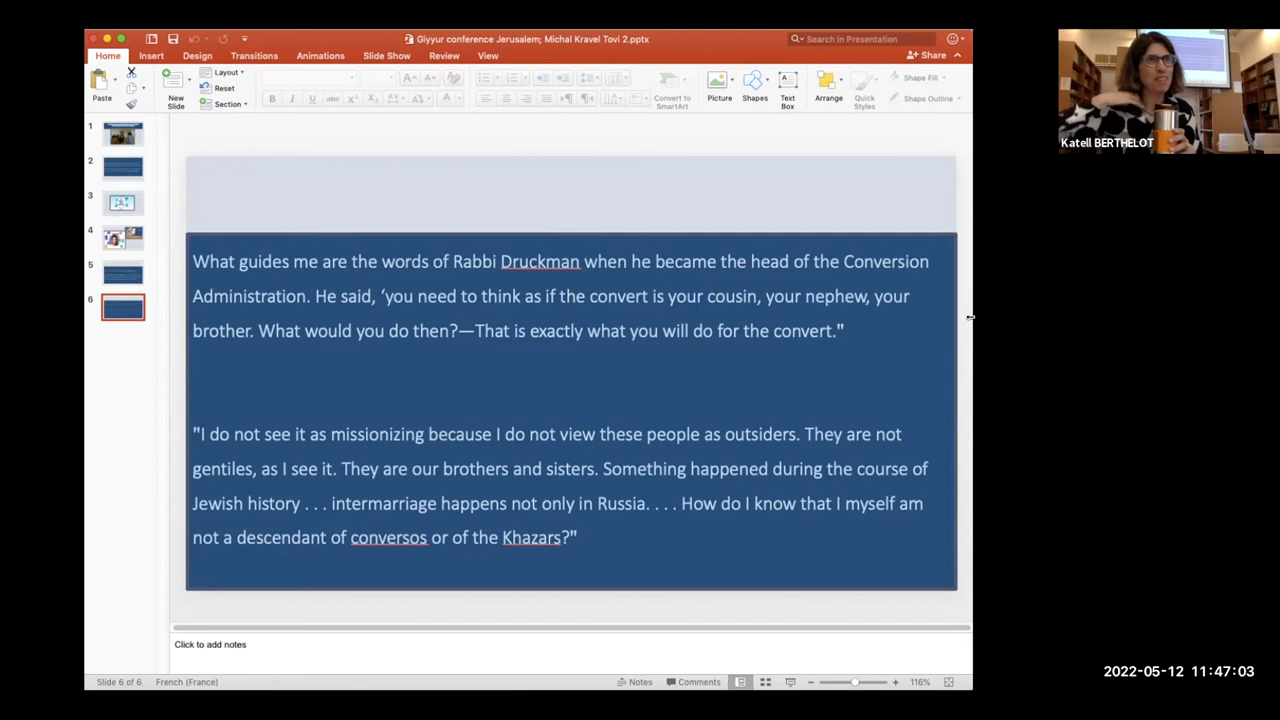 Giyyur conference Jerusalem; Michal Kravel Tovi 2.pptx
Search in Presentation
Home Insert Design Transitions Animations Slide Show Review View
Share
Paste
New Slide
Layout
Reset
Section
Convert to SmartArt
Picture
Shapes
Text Box
Arrange
Quick Styles
Shape Fill
Shape Outline
1
2
3
4
5
6
What guides me are the words of Rabbi Druckman when he became the head of the Conversion
Administration. He said, ‘you need to think as if the convert is your cousin, your nephew, your
brother. What would you do then?—That is exactly what you will do for the convert."
"I do not see it as missionizing because I do not view these people as outsiders. They are not
gentiles, as I see it. They are our brothers and sisters. Something happened during the course of
Jewish history . . . intermarriage happens not only in Russia. . . . How do I know that I myself am
not a descendant of conversos or of the Khazars?"
Click to add notes
Slide 6 of 6 French (France) Notes Comments 116%
Katell BERTHELOT
2022-05-12 11:47:03